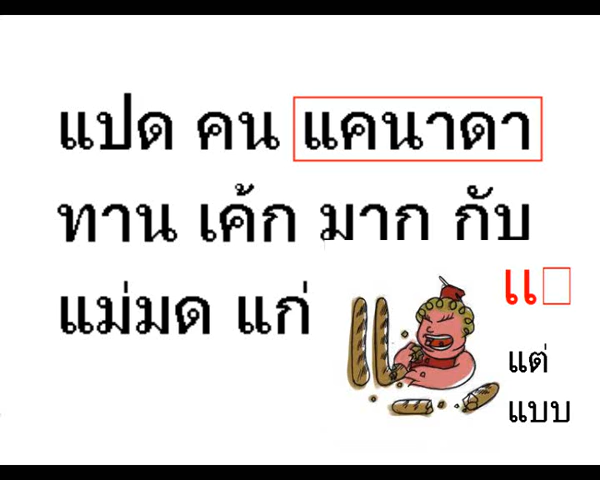 แปด คน แคนาดา
ทาน เค้ก มาก กับ
แม่มด แก่
แ
แต่
แบบ